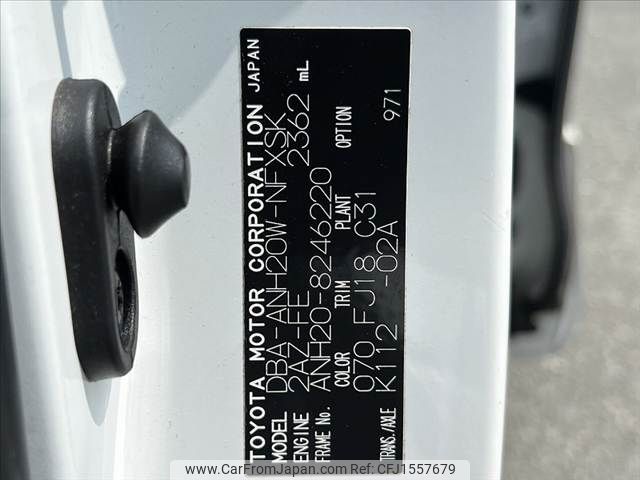 TOYOTA MOTOR CORPORATION JAPAN
MODEL DBA-ANH20W-NFXSK
ENGINE 2AZ-FE 2362 mL
FRAME No. ANH20-8246220
COLOR TRIM PLANT OPTION
070 FJ18 C31 971
TRANS./AXLE K112 -02A
www.CarFromJapan.com CFJ1557679